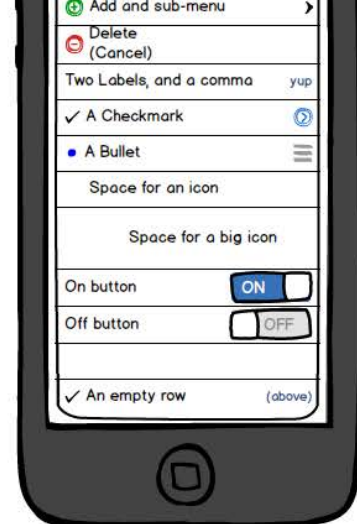 Add and sub-menu
Delete
(Cancel)
Two Labels, and a comma yup
A Checkmark
A Bullet
Space for an icon
Space for a big icon
On button ON
Off button OFF
An empty row (above)